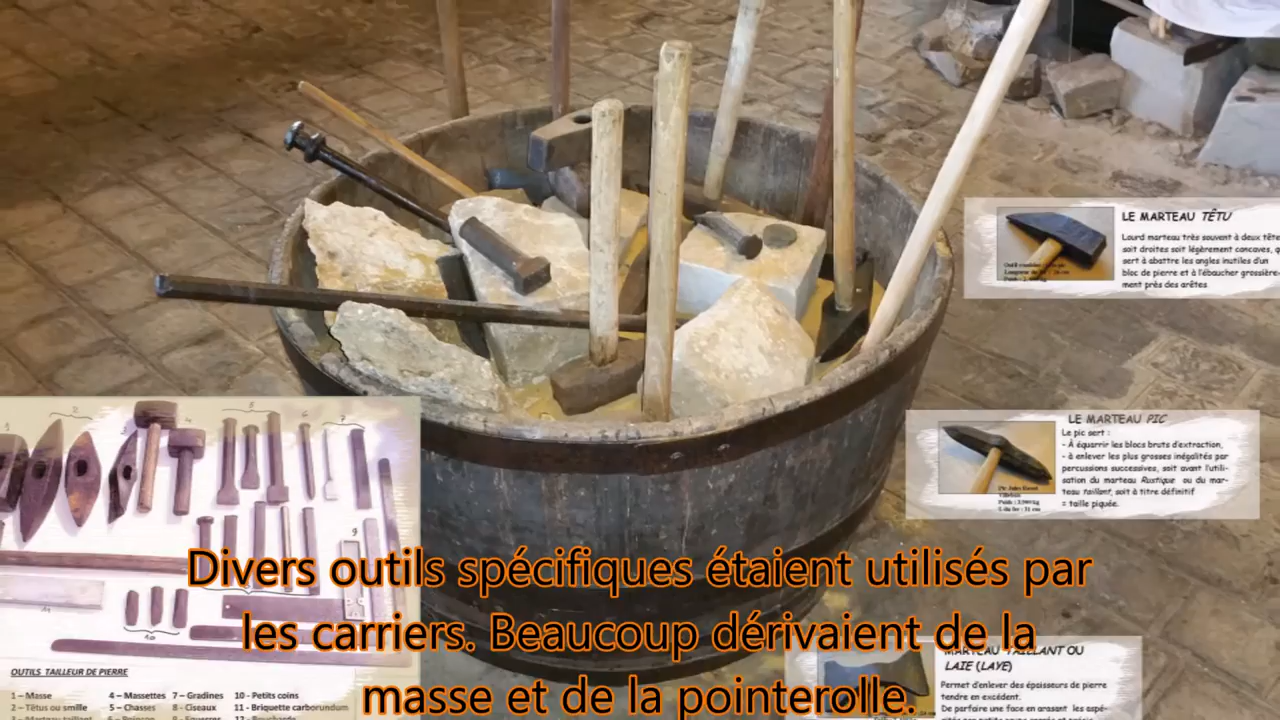 LE MARTEAU TÊTU
Lourd marteau très souvent à deux tête
soit droites soit légèrement concaves, q
sert à abattre les angles inutiles d'un
bloc de pierre et à l'ébaucher grossière-
ment près des arêtes
LE MARTEAU PIC
Le pic sert :
- À équarrir les blocs bruts d'extraction,
- à enlever les plus grosses inégalités par
percussions successives, soit avant l'utili-
sation du marteau Rustique ou du mar-
teau taillant, soit à titre définitif
= taille piquée.
Divers outils spécifiques étaient utilisés par
les carriers. Beaucoup dérivaient de la
masse et de la pointerolle.
OUTILS TAILLEUR DE PIERRE
1 – Masse
2 – Têtus ou smille
4 – Massettes
5 – Chasses
7 – Gradines
8 – Ciseaux
10 - Petits coins
11 - Briquette carborundum
MARTEAU TAILLANT OU
LAIE (LAYE)
Permet d'enlever des épaisseurs de pierre
tendre en excédent.
De parfaire une face en arasant les aspé-